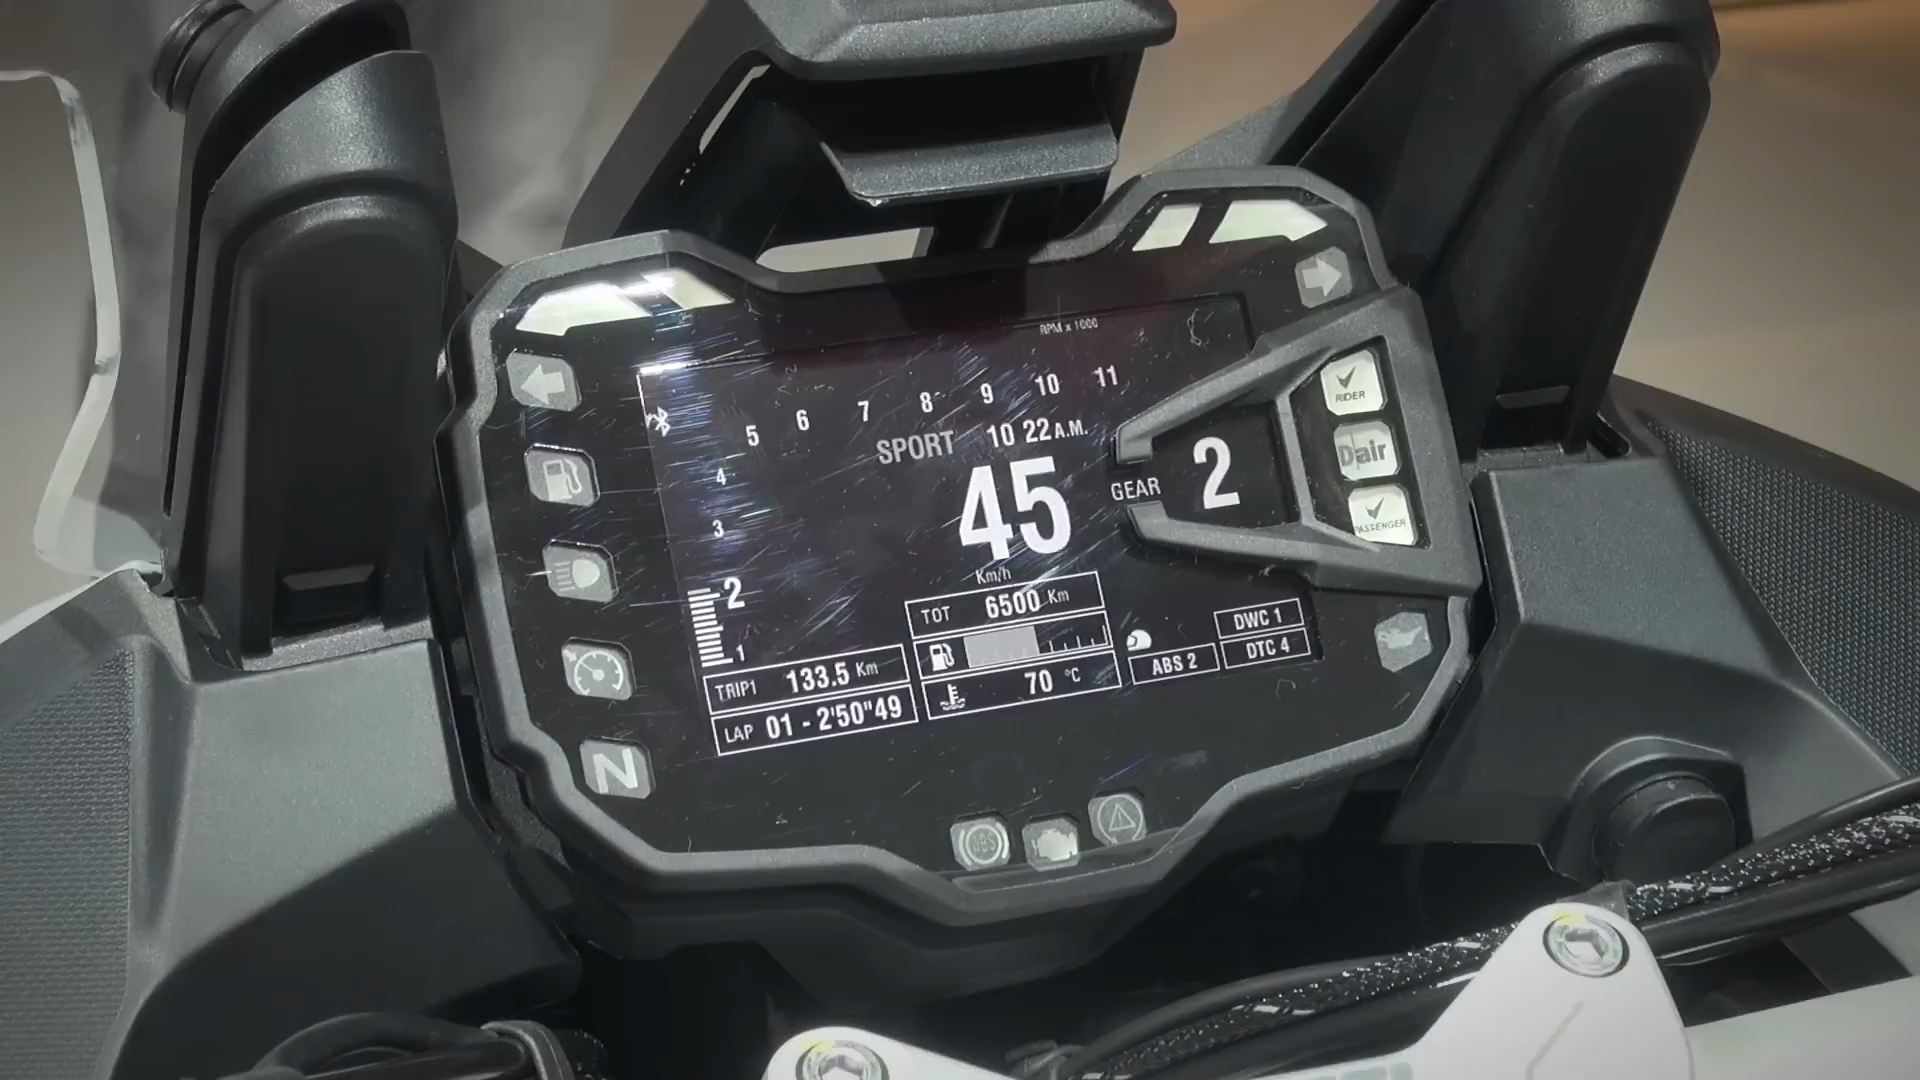 RPM x 1000
5 6 7 8 9 10 11
4
3
2
1
SPORT 10 22 A.M.
45
Km/h
GEAR 2
RIDER
D|air
PASSENGER
TOT 6500 Km
70 °C
TRIP1 133.5 Km
LAP 01 - 2'50"49
DWC 1
ABS 2
DTC 4
N
ABS